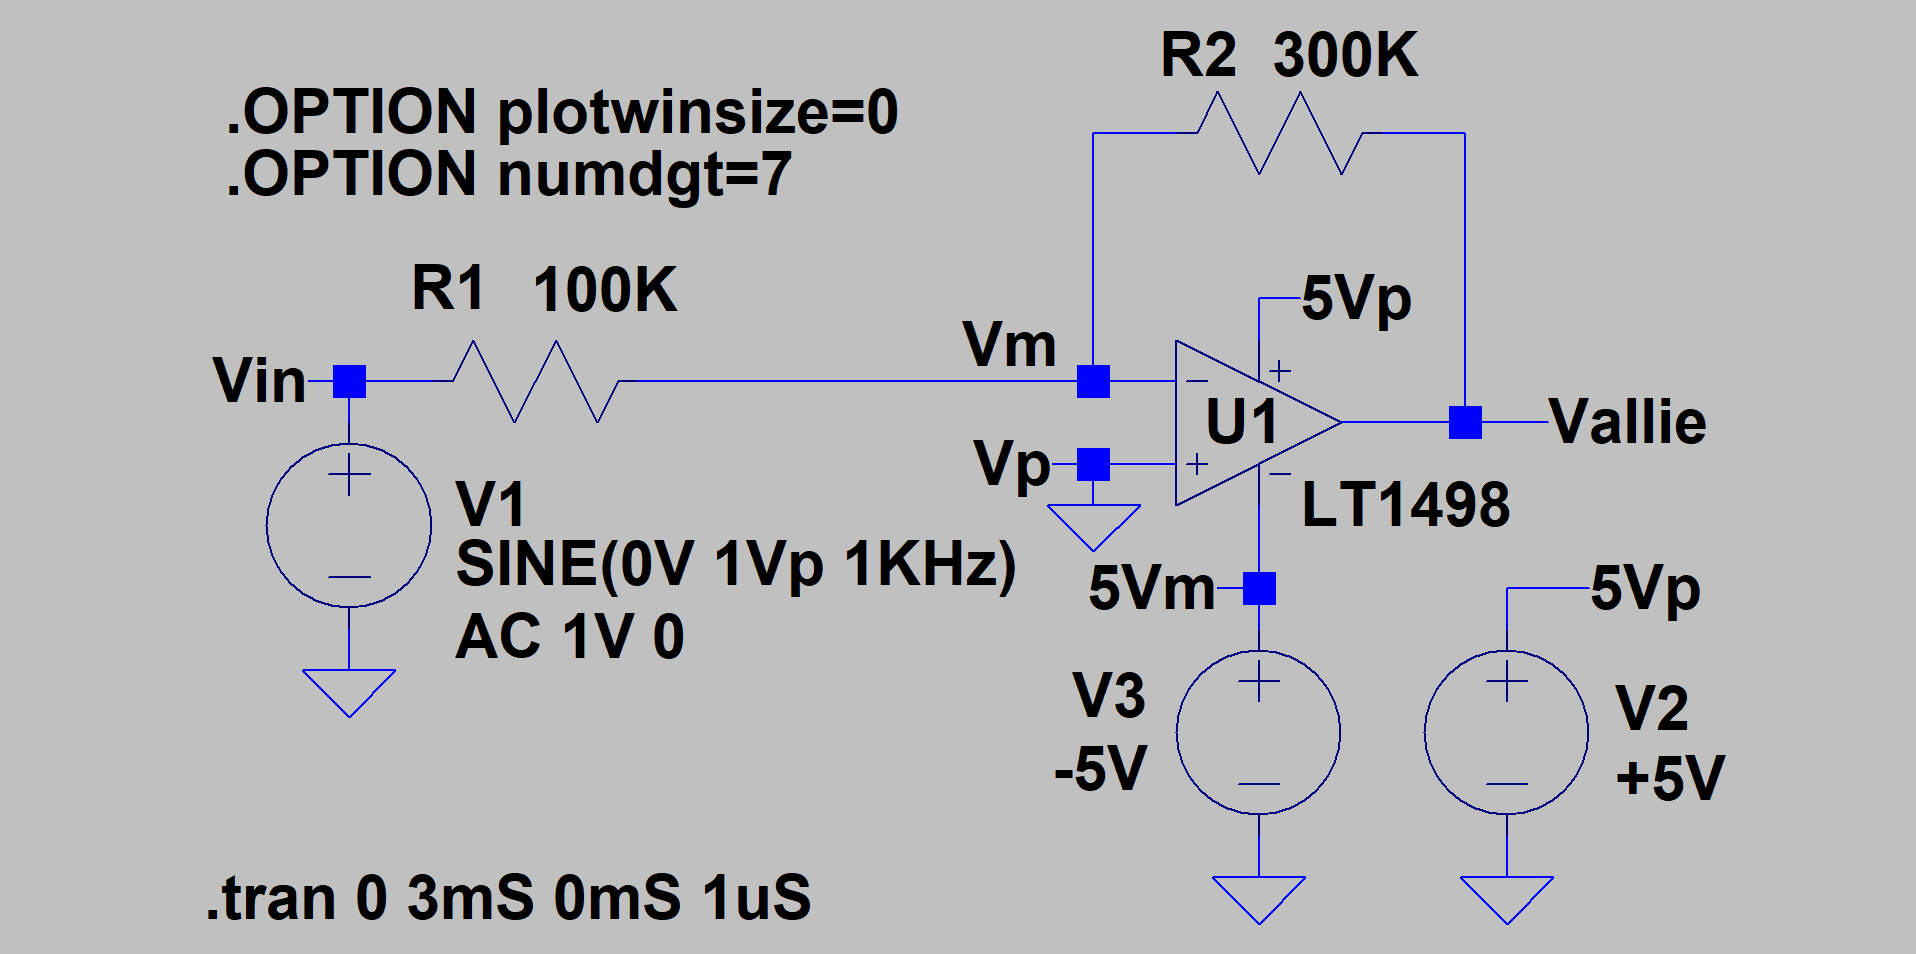 R2 300K
.OPTION plotwinsize=0
.OPTION numdgt=7
R1 100K
5Vp
Vm
Vin
U1
Vallie
Vp
LT1498
V1
SINE(0V 1Vp 1KHz)
AC 1V 0
5Vm
5Vp
V3
-5V
V2
+5V
.tran 0 3mS 0mS 1uS